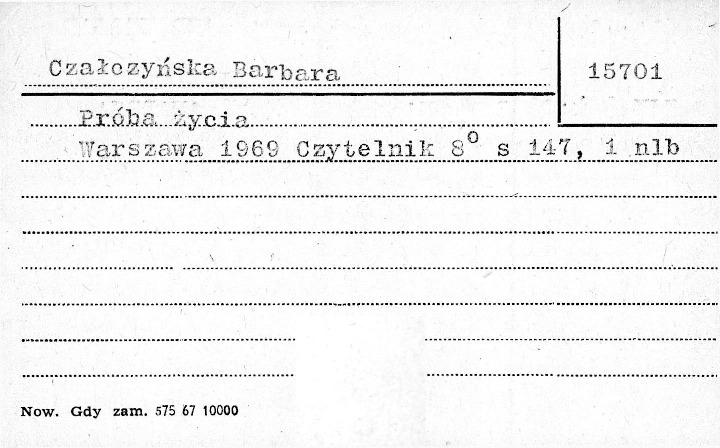 Czałczyńska Barbara
15701
Próba życia
Warszawa 1969 Czytelnik 8° s 147, 1 nlb
Now. Gdy zam. 575 67 10000